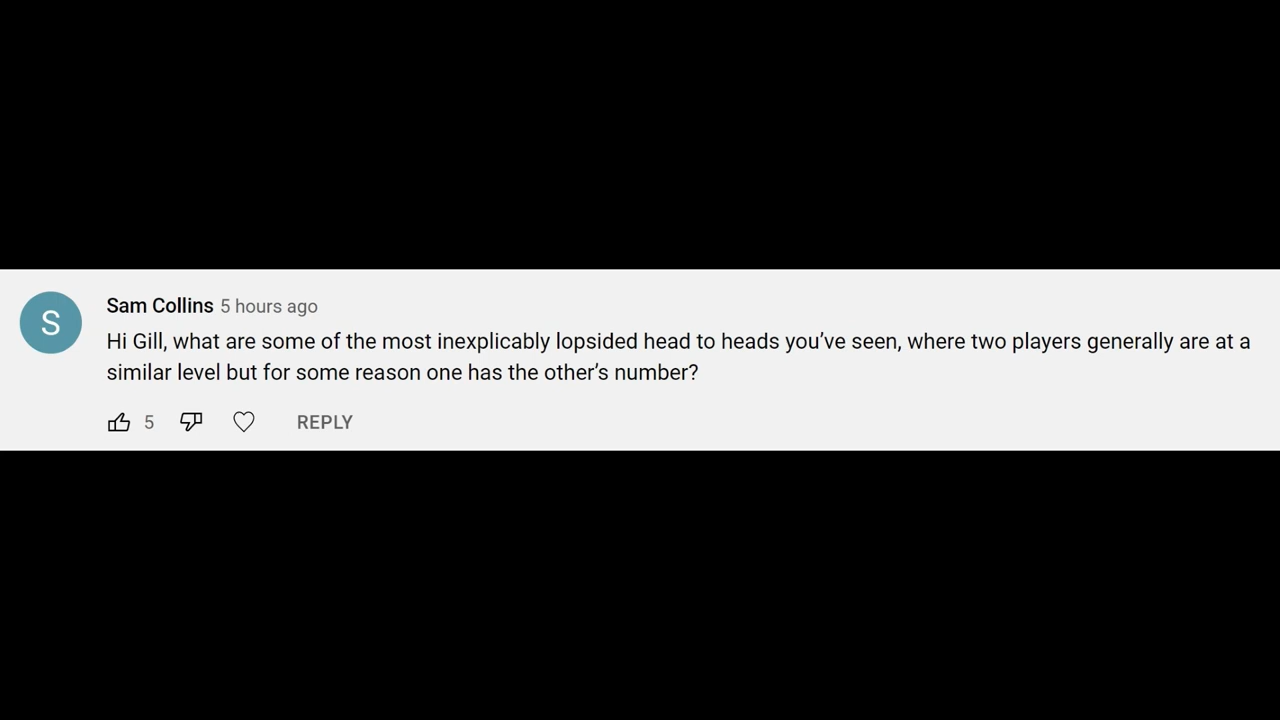 S
Sam Collins 5 hours ago
Hi Gill, what are some of the most inexplicably lopsided head to heads you’ve seen, where two players generally are at a
similar level but for some reason one has the other’s number?
5 REPLY